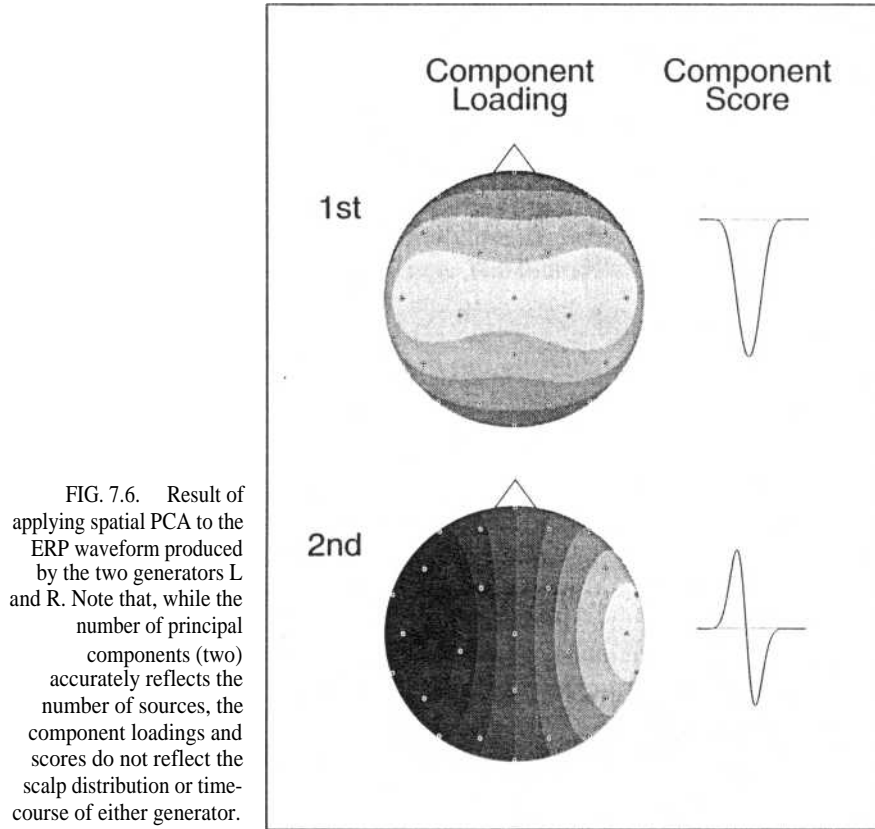 Component
Loading
Component
Score
1st
2nd
FIG. 7.6. Result of
applying spatial PCA to the
ERP waveform produced
by the two generators L
and R. Note that, while the
number of principal
components (two)
accurately reflects the
number of sources, the
component loadings and
scores do not reflect the
scalp distribution or time-
course of either generator.